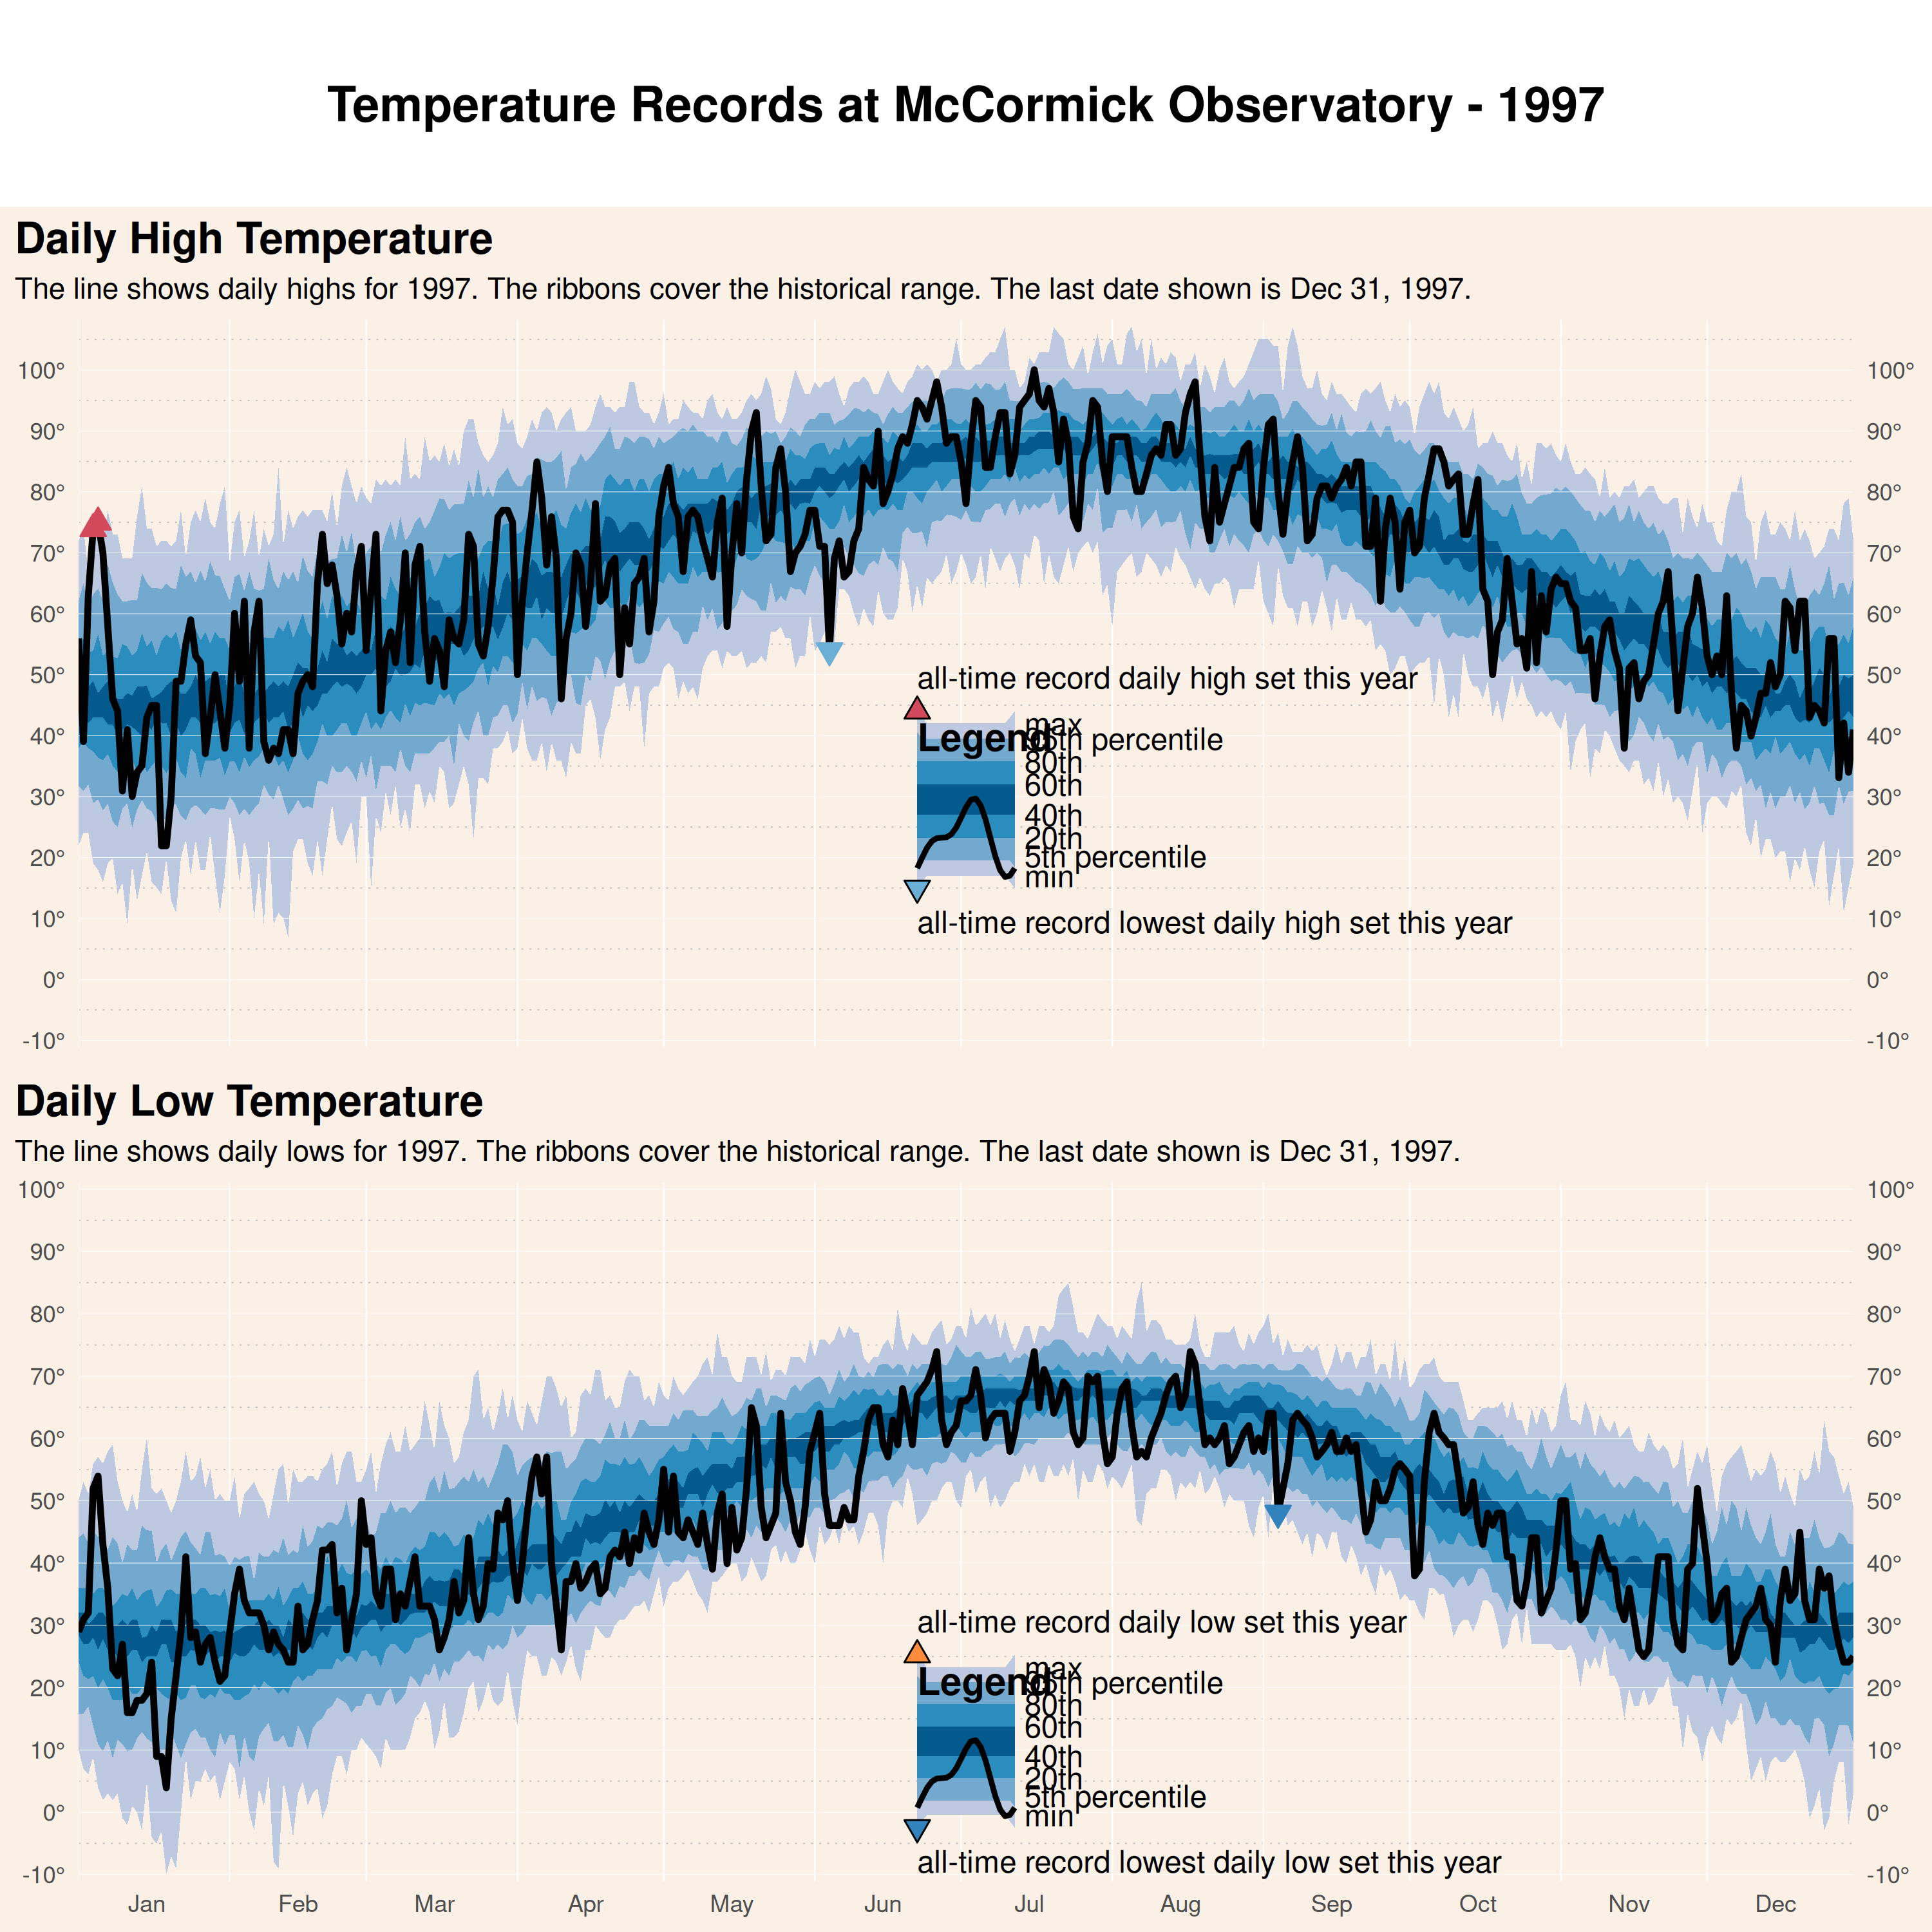 Temperature Records at McCormick Observatory - 1997
Daily High Temperature
The line shows daily highs for 1997. The ribbons cover the historical range. The last date shown is Dec 31, 1997.
100° 100°
90° 90°
80° 80°
70° 70°
60° 60°
50° 50°
40° 40°
30° 30°
20° 20°
10° 10°
0° 0°
-10° -10°
all-time record daily high set this year
Legend
max
95th percentile
80th
60th
40th
20th
5th percentile
min
all-time record lowest daily high set this year
Daily Low Temperature
The line shows daily lows for 1997. The ribbons cover the historical range. The last date shown is Dec 31, 1997.
100° 100°
90° 90°
80° 80°
70° 70°
60° 60°
50° 50°
40° 40°
30° 30°
20° 20°
10° 10°
0° 0°
-10° -10°
all-time record daily low set this year
Legend
max
95th percentile
80th
60th
40th
20th
5th percentile
min
all-time record lowest daily low set this year
Jan Feb Mar Apr May Jun Jul Aug Sep Oct Nov Dec